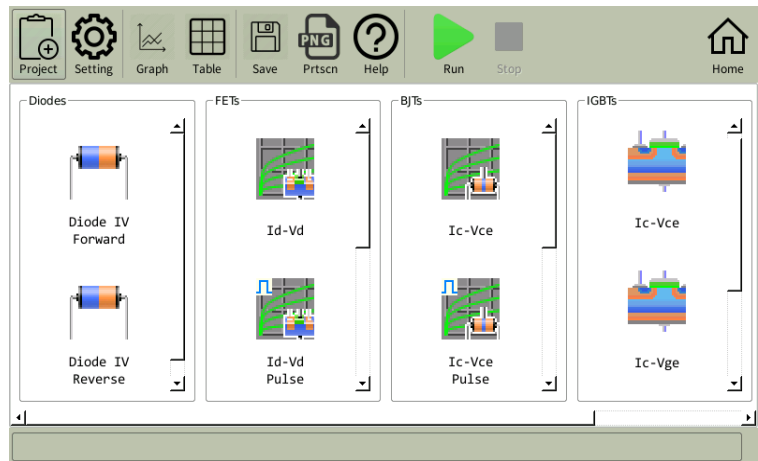 PNG
Project Setting Graph Table Save Prtscn Help Run Stop Home
Diodes FETs BJTs IGBTs
Diode IV
Forward
Id-Vd
Ic-Vce
Ic-Vce
Diode IV
Reverse
Id-Vd
Pulse
Ic-Vce
Pulse
Ic-Vge